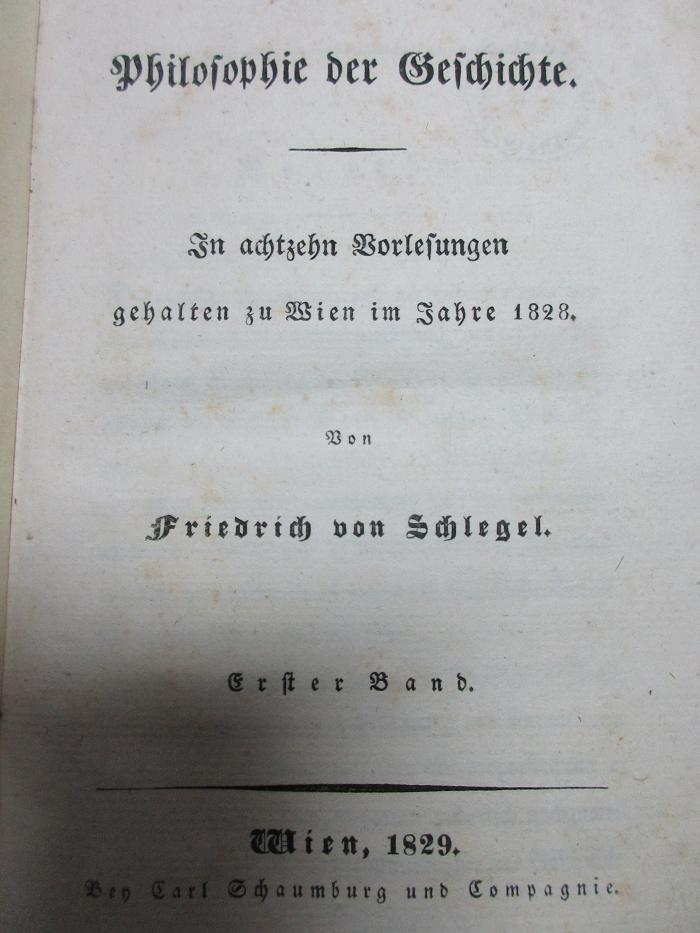 Philoſophie der Geſchichte.
In achtzehn Vorleſungen
gehalten zu Wien im Jahre 1828.
Von
Friedrich von Schlegel.
Erſter Band.
Wien, 1829.
Bey Carl Schaumburg und Compagnie.